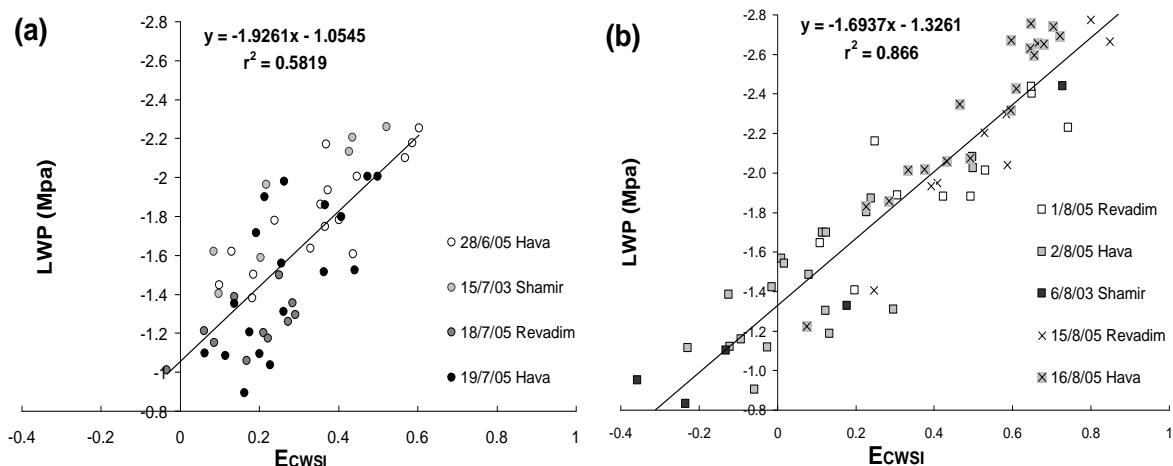 (a)
y = -1.9261x - 1.0545
r² = 0.5819
-2.8
-2.6
-2.4
-2.2
-2
-1.8
-1.6
-1.4
-1.2
-1
-0.8
LWP (Mpa)
28/6/05 Hava
15/7/03 Shamir
18/7/05 Revadim
19/7/05 Hava
-0.4 -0.2 0 0.2 0.4 0.6 0.8 1
ECWSI
(b)
y = -1.6937x - 1.3261
r² = 0.866
-2.8
-2.6
-2.4
-2.2
-2.0
-1.8
-1.6
-1.4
-1.2
-1.0
-0.8
LWP (Mpa)
1/8/05 Revadim
2/8/05 Hava
6/8/03 Shamir
15/8/05 Revadim
16/8/05 Hava
-0.4 -0.2 0 0.2 0.4 0.6 0.8 1
ECWSI